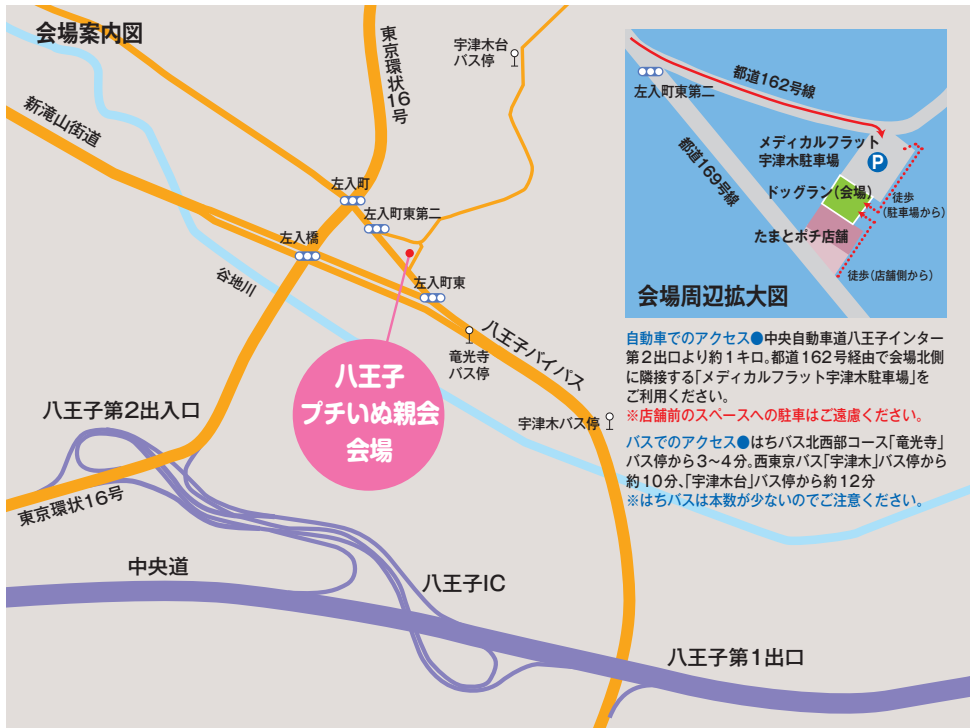 会場案内図
東京環状16号
宇津木台
バス停
新滝山街道
左入町
左入町東第二
左入橋
谷地川
左入町東
八王子バイパス
竜光寺
バス停
八王子
プチいぬ親会
会場
宇津木バス停
八王子第2出入口
東京環状16号
中央道
八王子IC
八王子第1出口
都道162号線
左入町東第二
都道169号線
メディカルフラット
宇津木駐車場
P
ドッグラン(会場)
徒歩
(駐車場から)
たまとポチ店舗
徒歩(店舗側から)
会場周辺拡大図
自動車でのアクセス●中央自動車道八王子インター
第2出口より約1キロ。都道162号経由で会場北側
に隣接する「メディカルフラット宇津木駐車場」を
ご利用ください。
※店舗前のスペースへの駐車はご遠慮ください。
バスでのアクセス●はちバス北西部コース「竜光寺」
バス停から3〜4分。西東京バス「宇津木」バス停から
約10分、「宇津木台」バス停から約12分
※はちバスは本数が少ないのでご注意ください。